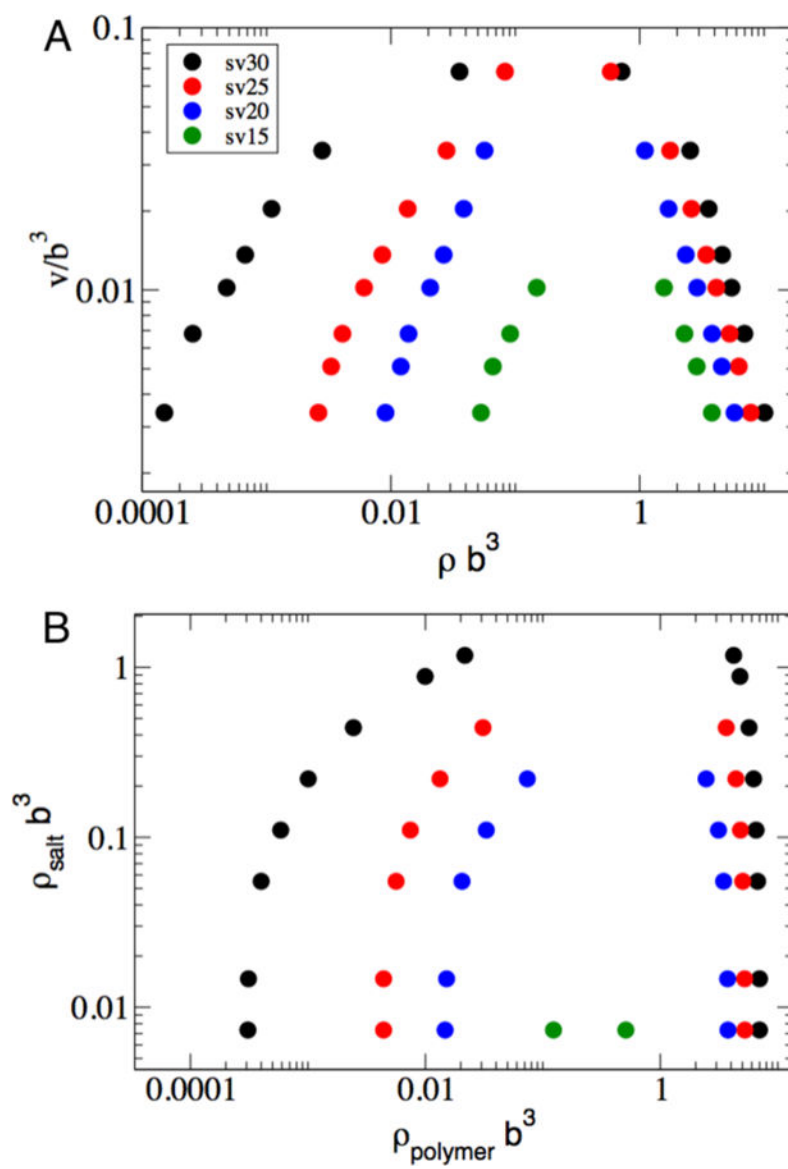 A
0.1
sv30
sv25
sv20
sv15
v/b³
0.01
0.0001 0.01 1
ρ b³
B
1
ρsalt b³
0.1
0.01
0.0001 0.01 1
ρpolymer b³